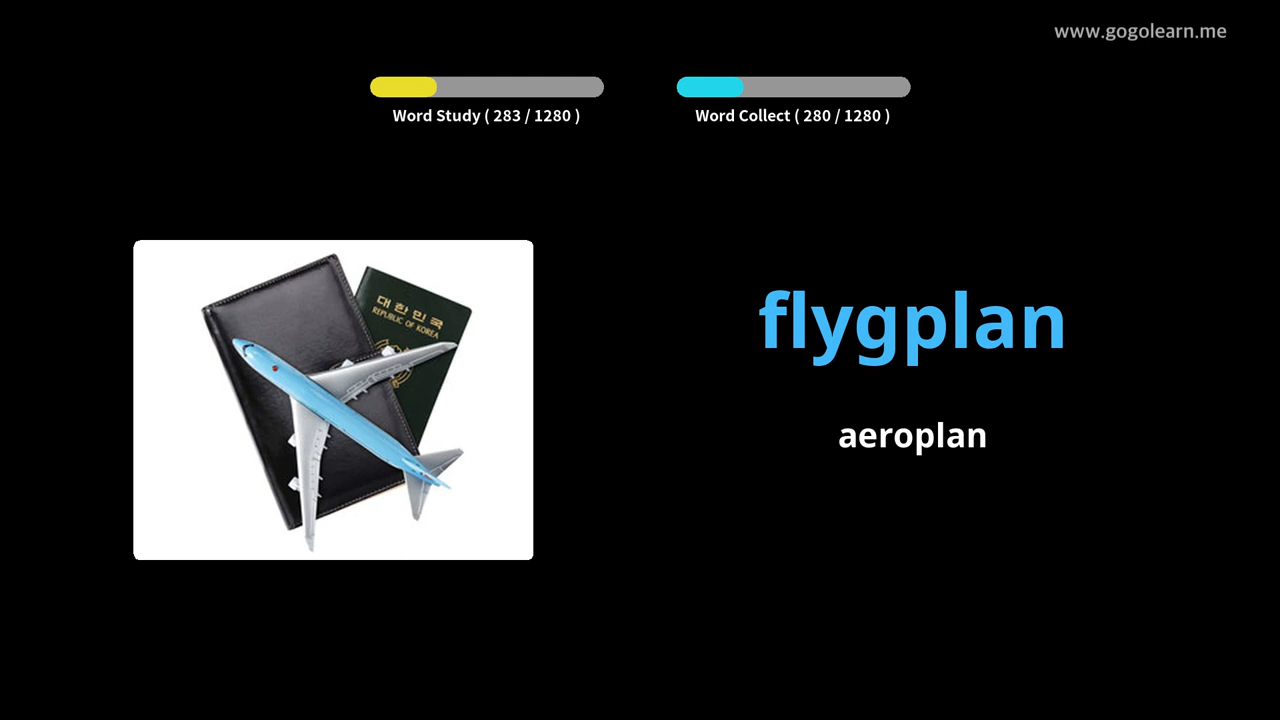 www.gogolearn.me
Word Study ( 283 / 1280 )
Word Collect ( 280 / 1280 )
대한민국
REPUBLIC OF KOREA
flygplan
aeroplan